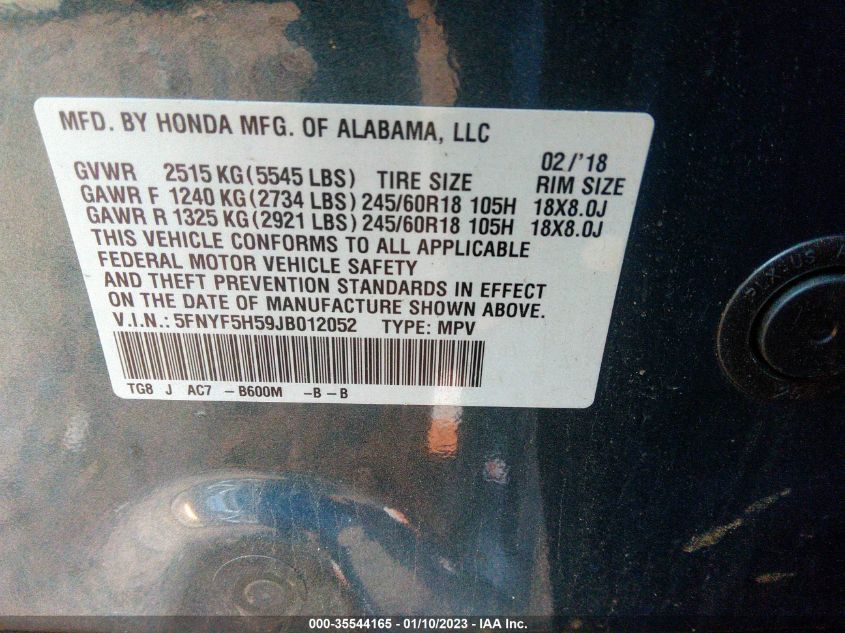 MFD. BY HONDA MFG. OF ALABAMA, LLC
02/'18
GVWR 2515 KG (5545 LBS) TIRE SIZE RIM SIZE
GAWR F 1240 KG (2734 LBS) 245/60R18 105H 18X8.0J
GAWR R 1325 KG (2921 LBS) 245/60R18 105H 18X8.0J
THIS VEHICLE CONFORMS TO ALL APPLICABLE
FEDERAL MOTOR VEHICLE SAFETY
AND THEFT PREVENTION STANDARDS IN EFFECT
ON THE DATE OF MANUFACTURE SHOWN ABOVE.
V.I.N.: 5FNYF5H59JB012052 TYPE: MPV
TG8 J AC7 -B600M -B-B
000-35544165 - 01/10/2023 - IAA Inc.